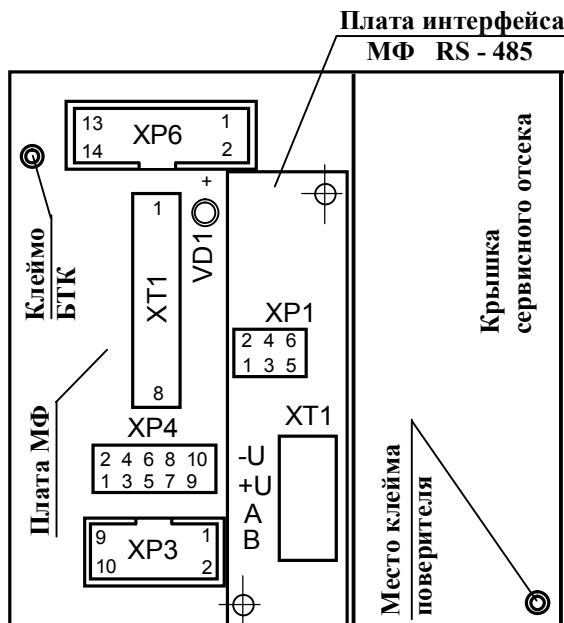 Плата интерфейса
МФ RS - 485
13 1
XP6
14 2
Клеймо
БТК
+
VD1
1
XT1
8
XP1
2 4 6
1 3 5
Крышка
сервисного отсека
Плата МФ
XP4
2 4 6 8 10
1 3 5 7 9
XT1
-U
+U
A
B
9 1
XP3
10 2
Место клейма
поверителя